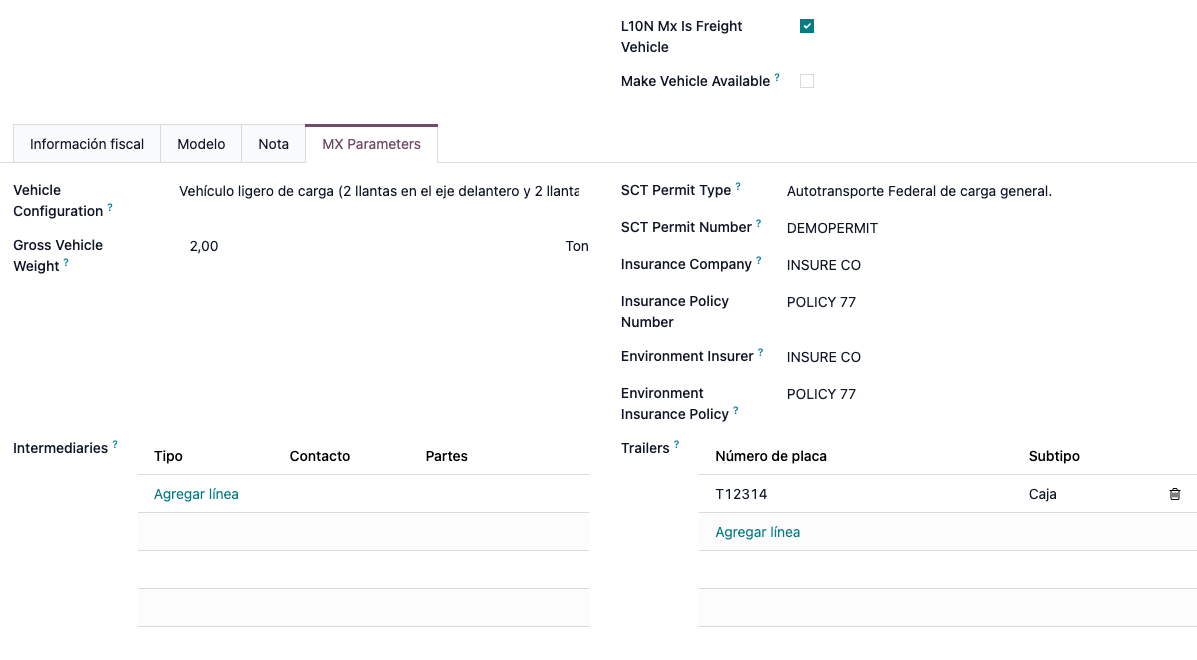 L10N Mx Is Freight
Vehicle
Make Vehicle Available ?
Información fiscal
Modelo
Nota
MX Parameters
Vehicle
Configuration ?
Vehículo ligero de carga (2 llantas en el eje delantero y 2 llanta
Gross Vehicle
Weight ?
2,00
Ton
SCT Permit Type ?
Autotransporte Federal de carga general.
SCT Permit Number ?
DEMOPERMIT
Insurance Company ?
INSURE CO
Insurance Policy
Number
POLICY 77
Environment Insurer ?
INSURE CO
Environment
Insurance Policy ?
POLICY 77
Intermediaries ?
Tipo
Contacto
Partes
Agregar línea
Trailers ?
Número de placa
Subtipo
T12314
Caja
Agregar línea